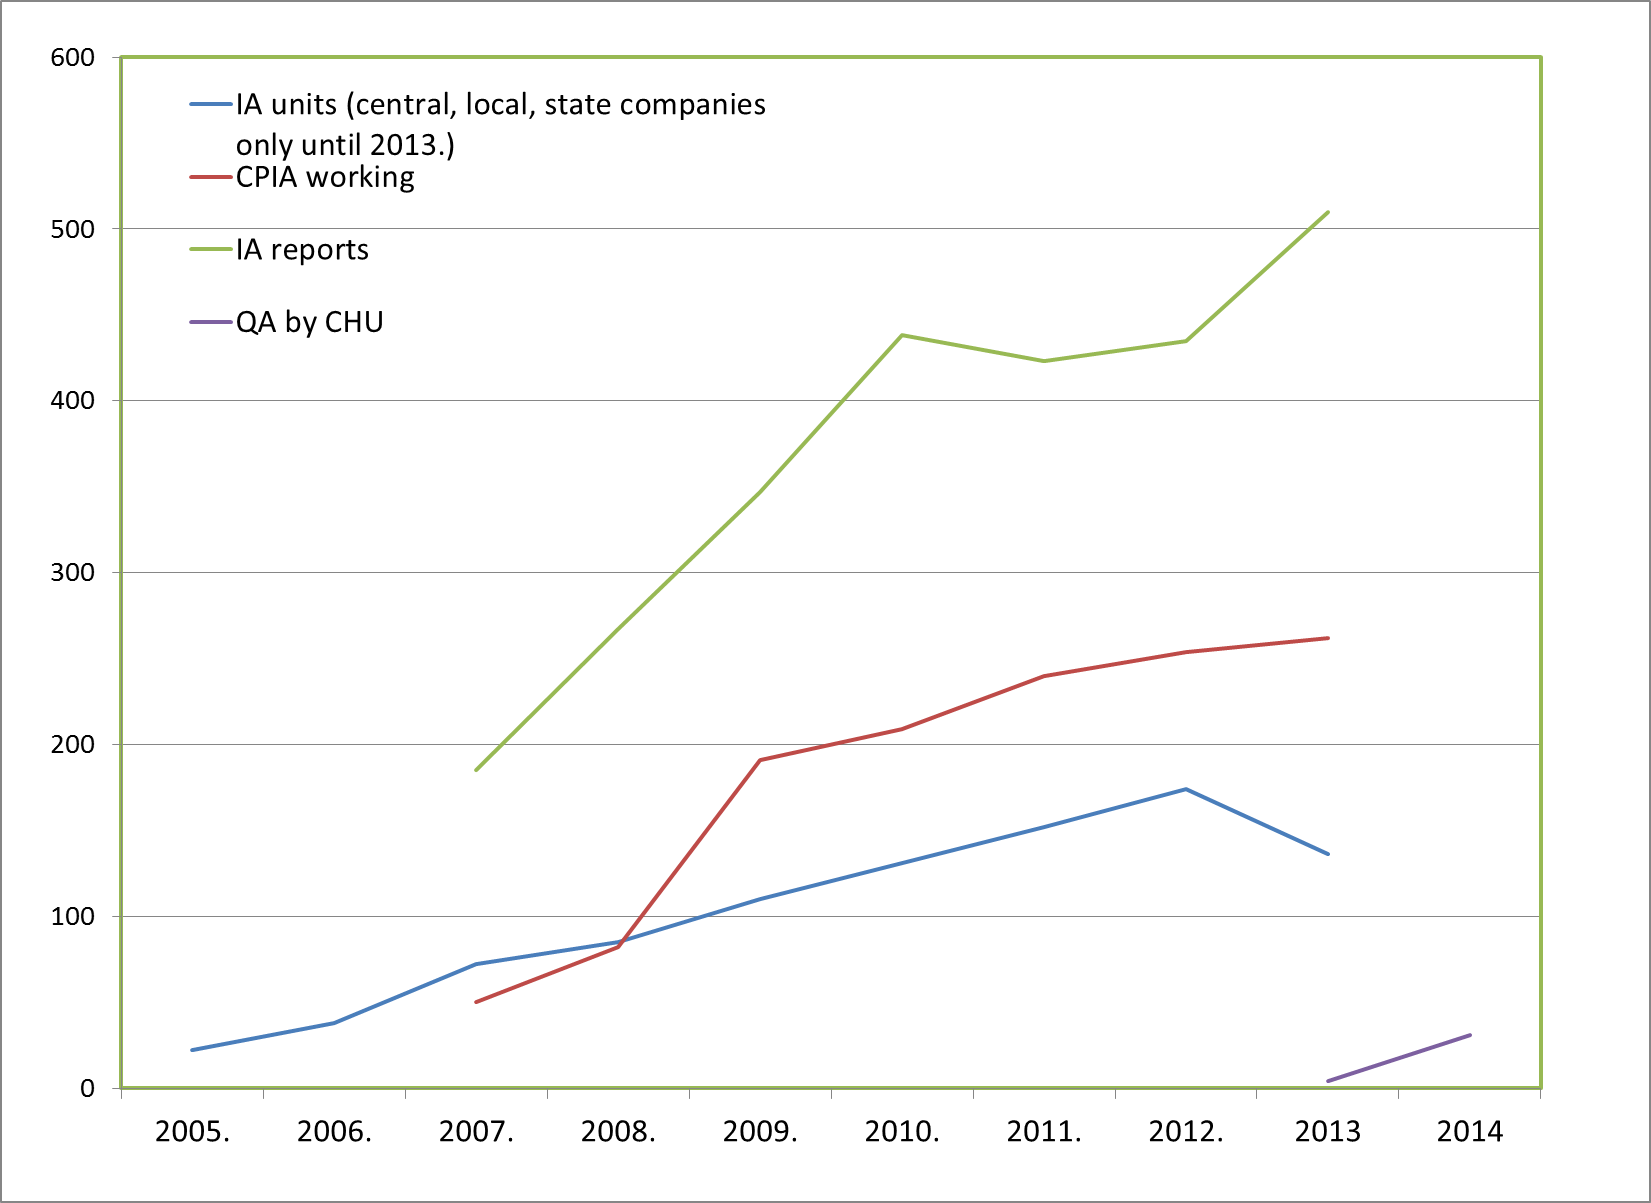 600
500
400
300
200
100
0
IA units (central, local, state companies
only until 2013.)
CPIA working
IA reports
QA by CHU
2005. 2006. 2007. 2008. 2009. 2010. 2011. 2012. 2013 2014